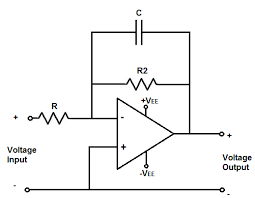 C
R2
R
+VEE
+
-
+
+
Voltage
Input
Voltage
Output
-VEE
-
-